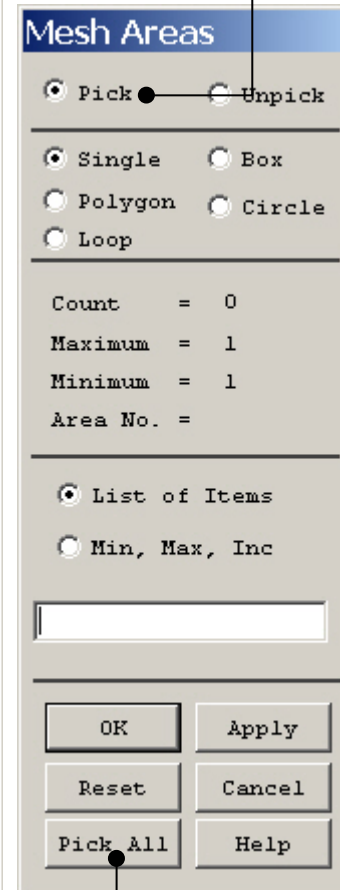 Mesh Areas
Pick Unpick
Single Box
Polygon Circle
Loop
Count = 0
Maximum = 1
Minimum = 1
Area No. =
List of Items
Min, Max, Inc
OK Apply
Reset Cancel
Pick All Help